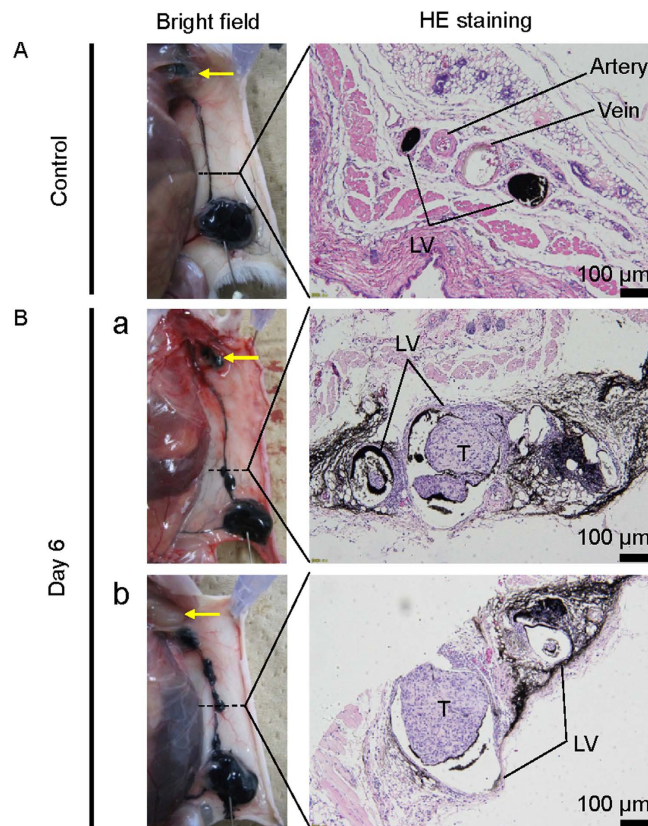 Bright field
HE staining
A
Control
Artery
Vein
LV
100 μm
B
Day 6
a
LV
T
100 μm
b
T
LV
100 μm